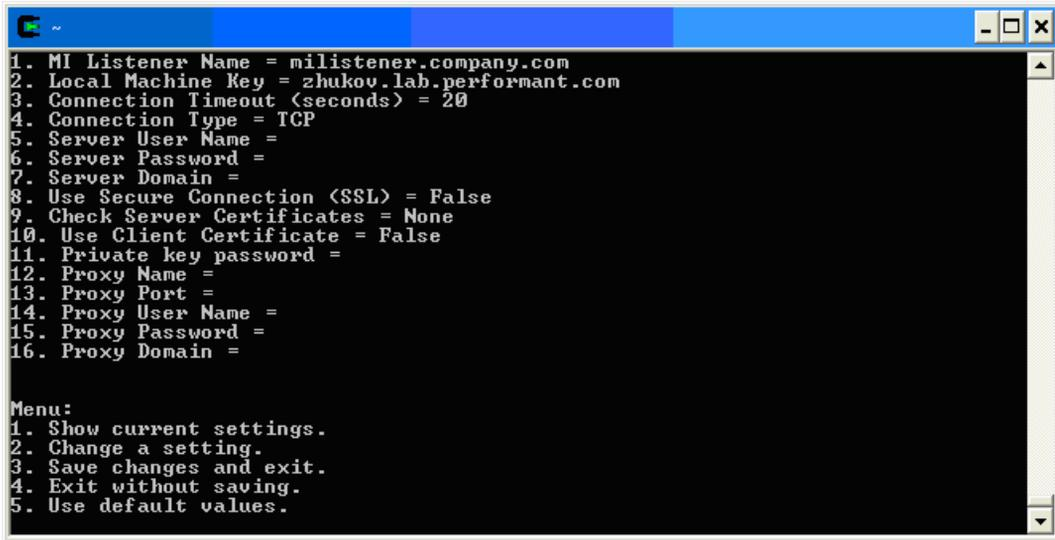 ~
1. MI Listener Name = milistener.company.com
2. Local Machine Key = zhukov.lab.performant.com
3. Connection Timeout (seconds) = 20
4. Connection Type = TCP
5. Server User Name =
6. Server Password =
7. Server Domain =
8. Use Secure Connection (SSL) = False
9. Check Server Certificates = None
10. Use Client Certificate = False
11. Private key password =
12. Proxy Name =
13. Proxy Port =
14. Proxy User Name =
15. Proxy Password =
16. Proxy Domain =
Menu:
1. Show current settings.
2. Change a setting.
3. Save changes and exit.
4. Exit without saving.
5. Use default values.